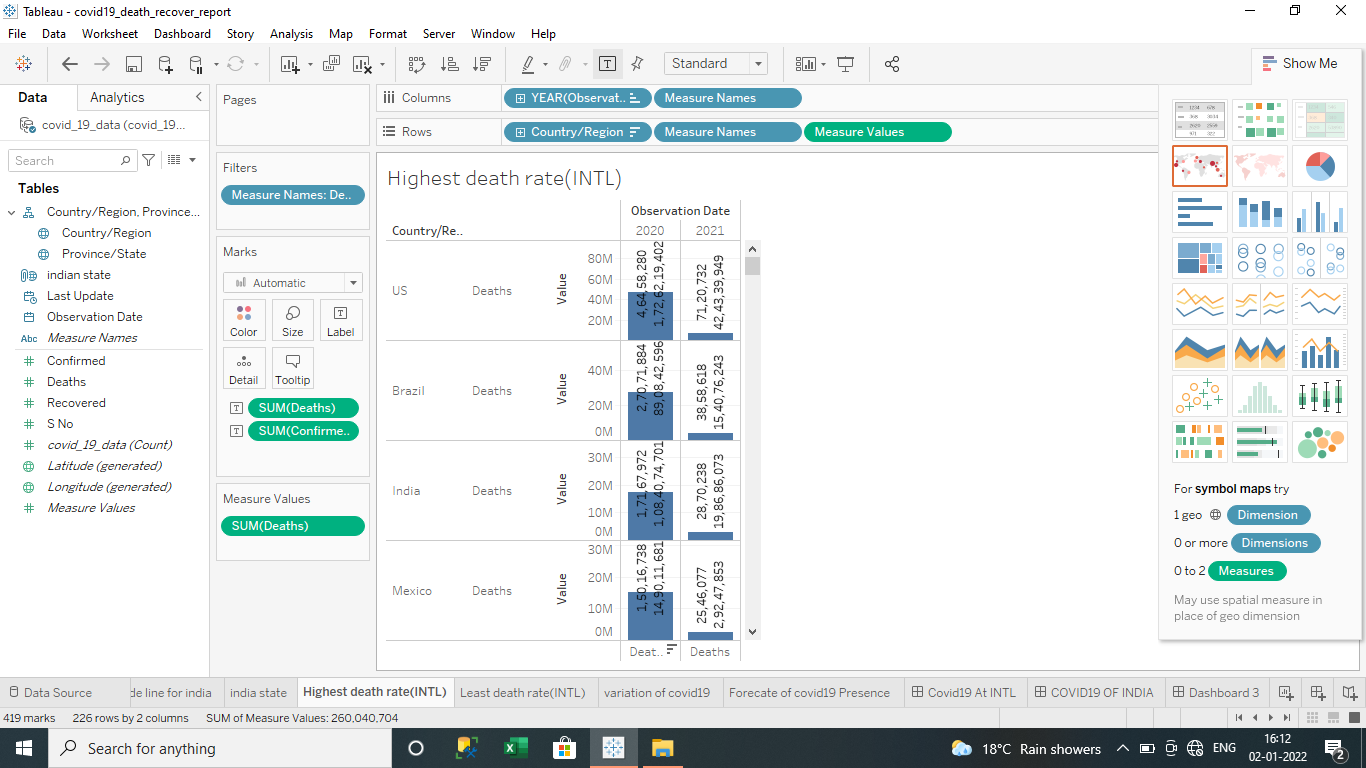 Tableau - covid19_death_recover_report
File Data Worksheet Dashboard Story Analysis Map Format Server Window Help
Standard
Show Me
Data Analytics
covid_19_data (covid_19...
Search
Tables
Country/Region, Province...
Country/Region
Province/State
indian state
Last Update
Observation Date
Abc Measure Names
Confirmed
Deaths
Recovered
S No
covid_19_data (Count)
Latitude (generated)
Longitude (generated)
Measure Values
Pages
Filters
Measure Names: De..
Marks
Automatic
Color Size Label
Detail Tooltip
SUM(Deaths)
SUM(Confirme..
Measure Values
SUM(Deaths)
Columns YEAR(Observat.. Measure Names
Rows Country/Region Measure Names Measure Values
Highest death rate(INTL)
Observation Date
Country/Re.. 2020 2021
US Deaths Value
80M
60M
40M
20M
4,64,58,280
1,72,62,19,402
71,20,732
42,43,39,949
Brazil Deaths Value
40M
20M
0M
2,70,71,884
89,08,42,596
38,58,618
15,40,76,243
India Deaths Value
30M
20M
10M
0M
1,71,67,972
1,08,40,74,701
28,70,238
19,86,86,073
Mexico Deaths Value
30M
20M
10M
0M
1,50,16,738
14,90,11,681
25,46,077
2,92,47,853
Deat.. Deaths
For symbol maps try
1 geo Dimension
0 or more Dimensions
0 to 2 Measures
May use spatial measure in
place of geo dimension
Data Source de line for india india state Highest death rate(INTL) Least death rate(INTL) variation of covid19 Forecate of covid19 Presence Covid19 At INTL COVID19 OF INDIA Dashboard 3
419 marks 226 rows by 2 columns SUM of Measure Values: 260,040,704
Search for anything
18°C Rain showers
ENG
16:12
02-01-2022
2